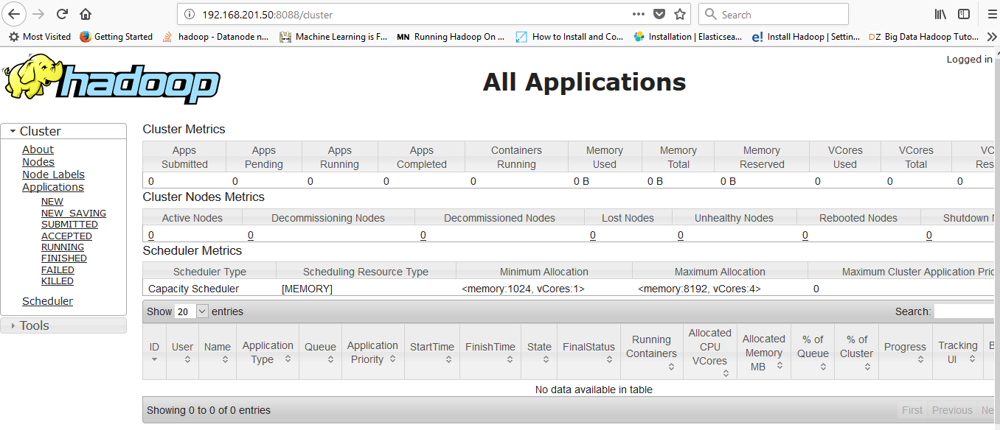 192.168.201.50:8088/cluster
Search
Most Visited Getting Started hadoop - Datanode n... Machine Learning is F... MN Running Hadoop On ... How to Install and Co... Installation | Elasticsea... e! Install Hadoop | Settin... DZ Big Data Hadoop Tuto...
Logged in
hadoop
All Applications
Cluster
About
Nodes
Node Labels
Applications
NEW
NEW_SAVING
SUBMITTED
ACCEPTED
RUNNING
FINISHED
FAILED
KILLED
Scheduler
Tools
Cluster Metrics
Apps Submitted Apps Pending Apps Running Apps Completed Containers Running Memory Used Memory Total Memory Reserved VCores Used VCores Total VC Res
0 0 0 0 0 0 B 0 B 0 B 0 0 0
Cluster Nodes Metrics
Active Nodes Decommissioning Nodes Decommissioned Nodes Lost Nodes Unhealthy Nodes Rebooted Nodes Shutdown N
0 0 0 0 0 0 0
Scheduler Metrics
Scheduler Type Scheduling Resource Type Minimum Allocation Maximum Allocation Maximum Cluster Application Prio
Capacity Scheduler [MEMORY] <memory:1024, vCores:1> <memory:8192, vCores:4> 0
Show 20 entries Search:
ID User Name Application Type Queue Application Priority StartTime FinishTime State FinalStatus Running Containers Allocated CPU VCores Allocated Memory MB % of Queue % of Cluster Progress Tracking UI B
No data available in table
Showing 0 to 0 of 0 entries First Previous Ne